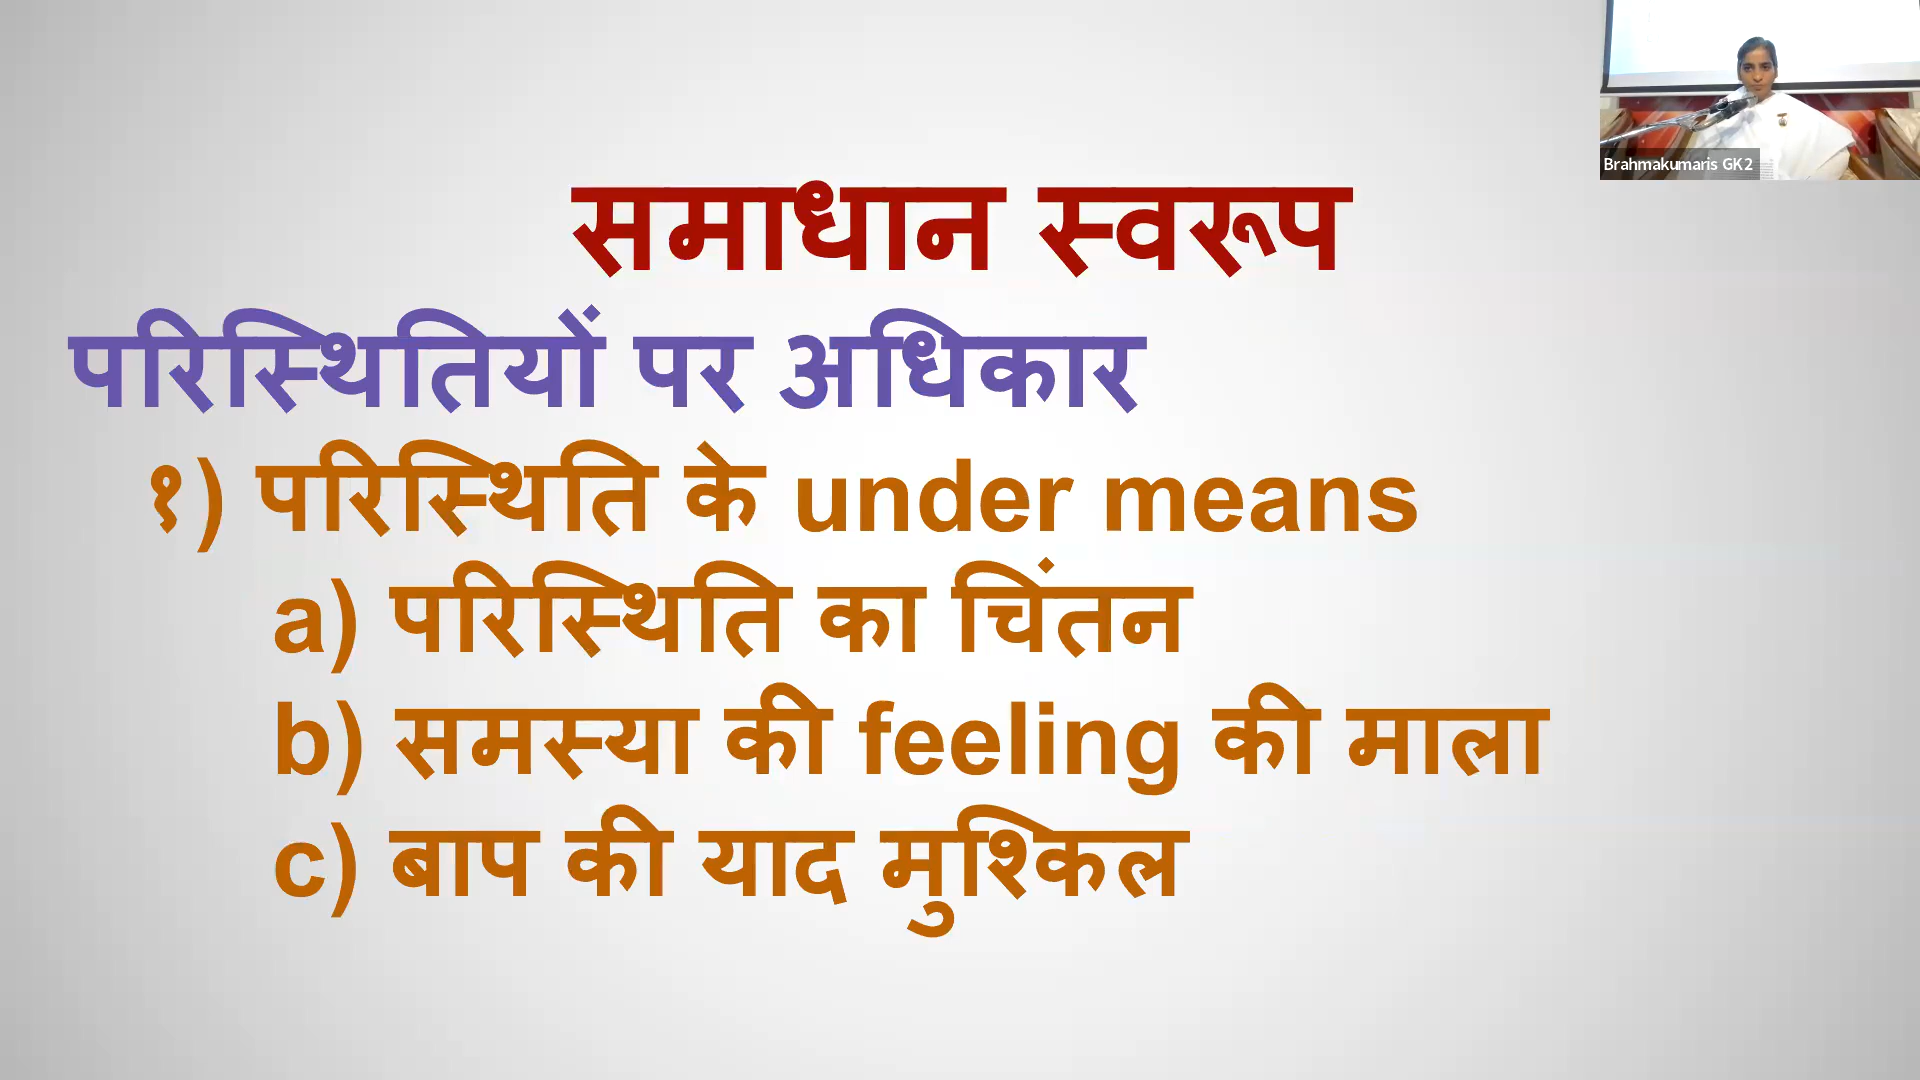 समाधान स्वरूप
परिस्थितियों पर अधिकार
१) परिस्थिति के under means
a) परिस्थिति का चिंतन
b) समस्या की feeling की माला
c) बाप की याद मुश्किल
Brahmakumaris GK2